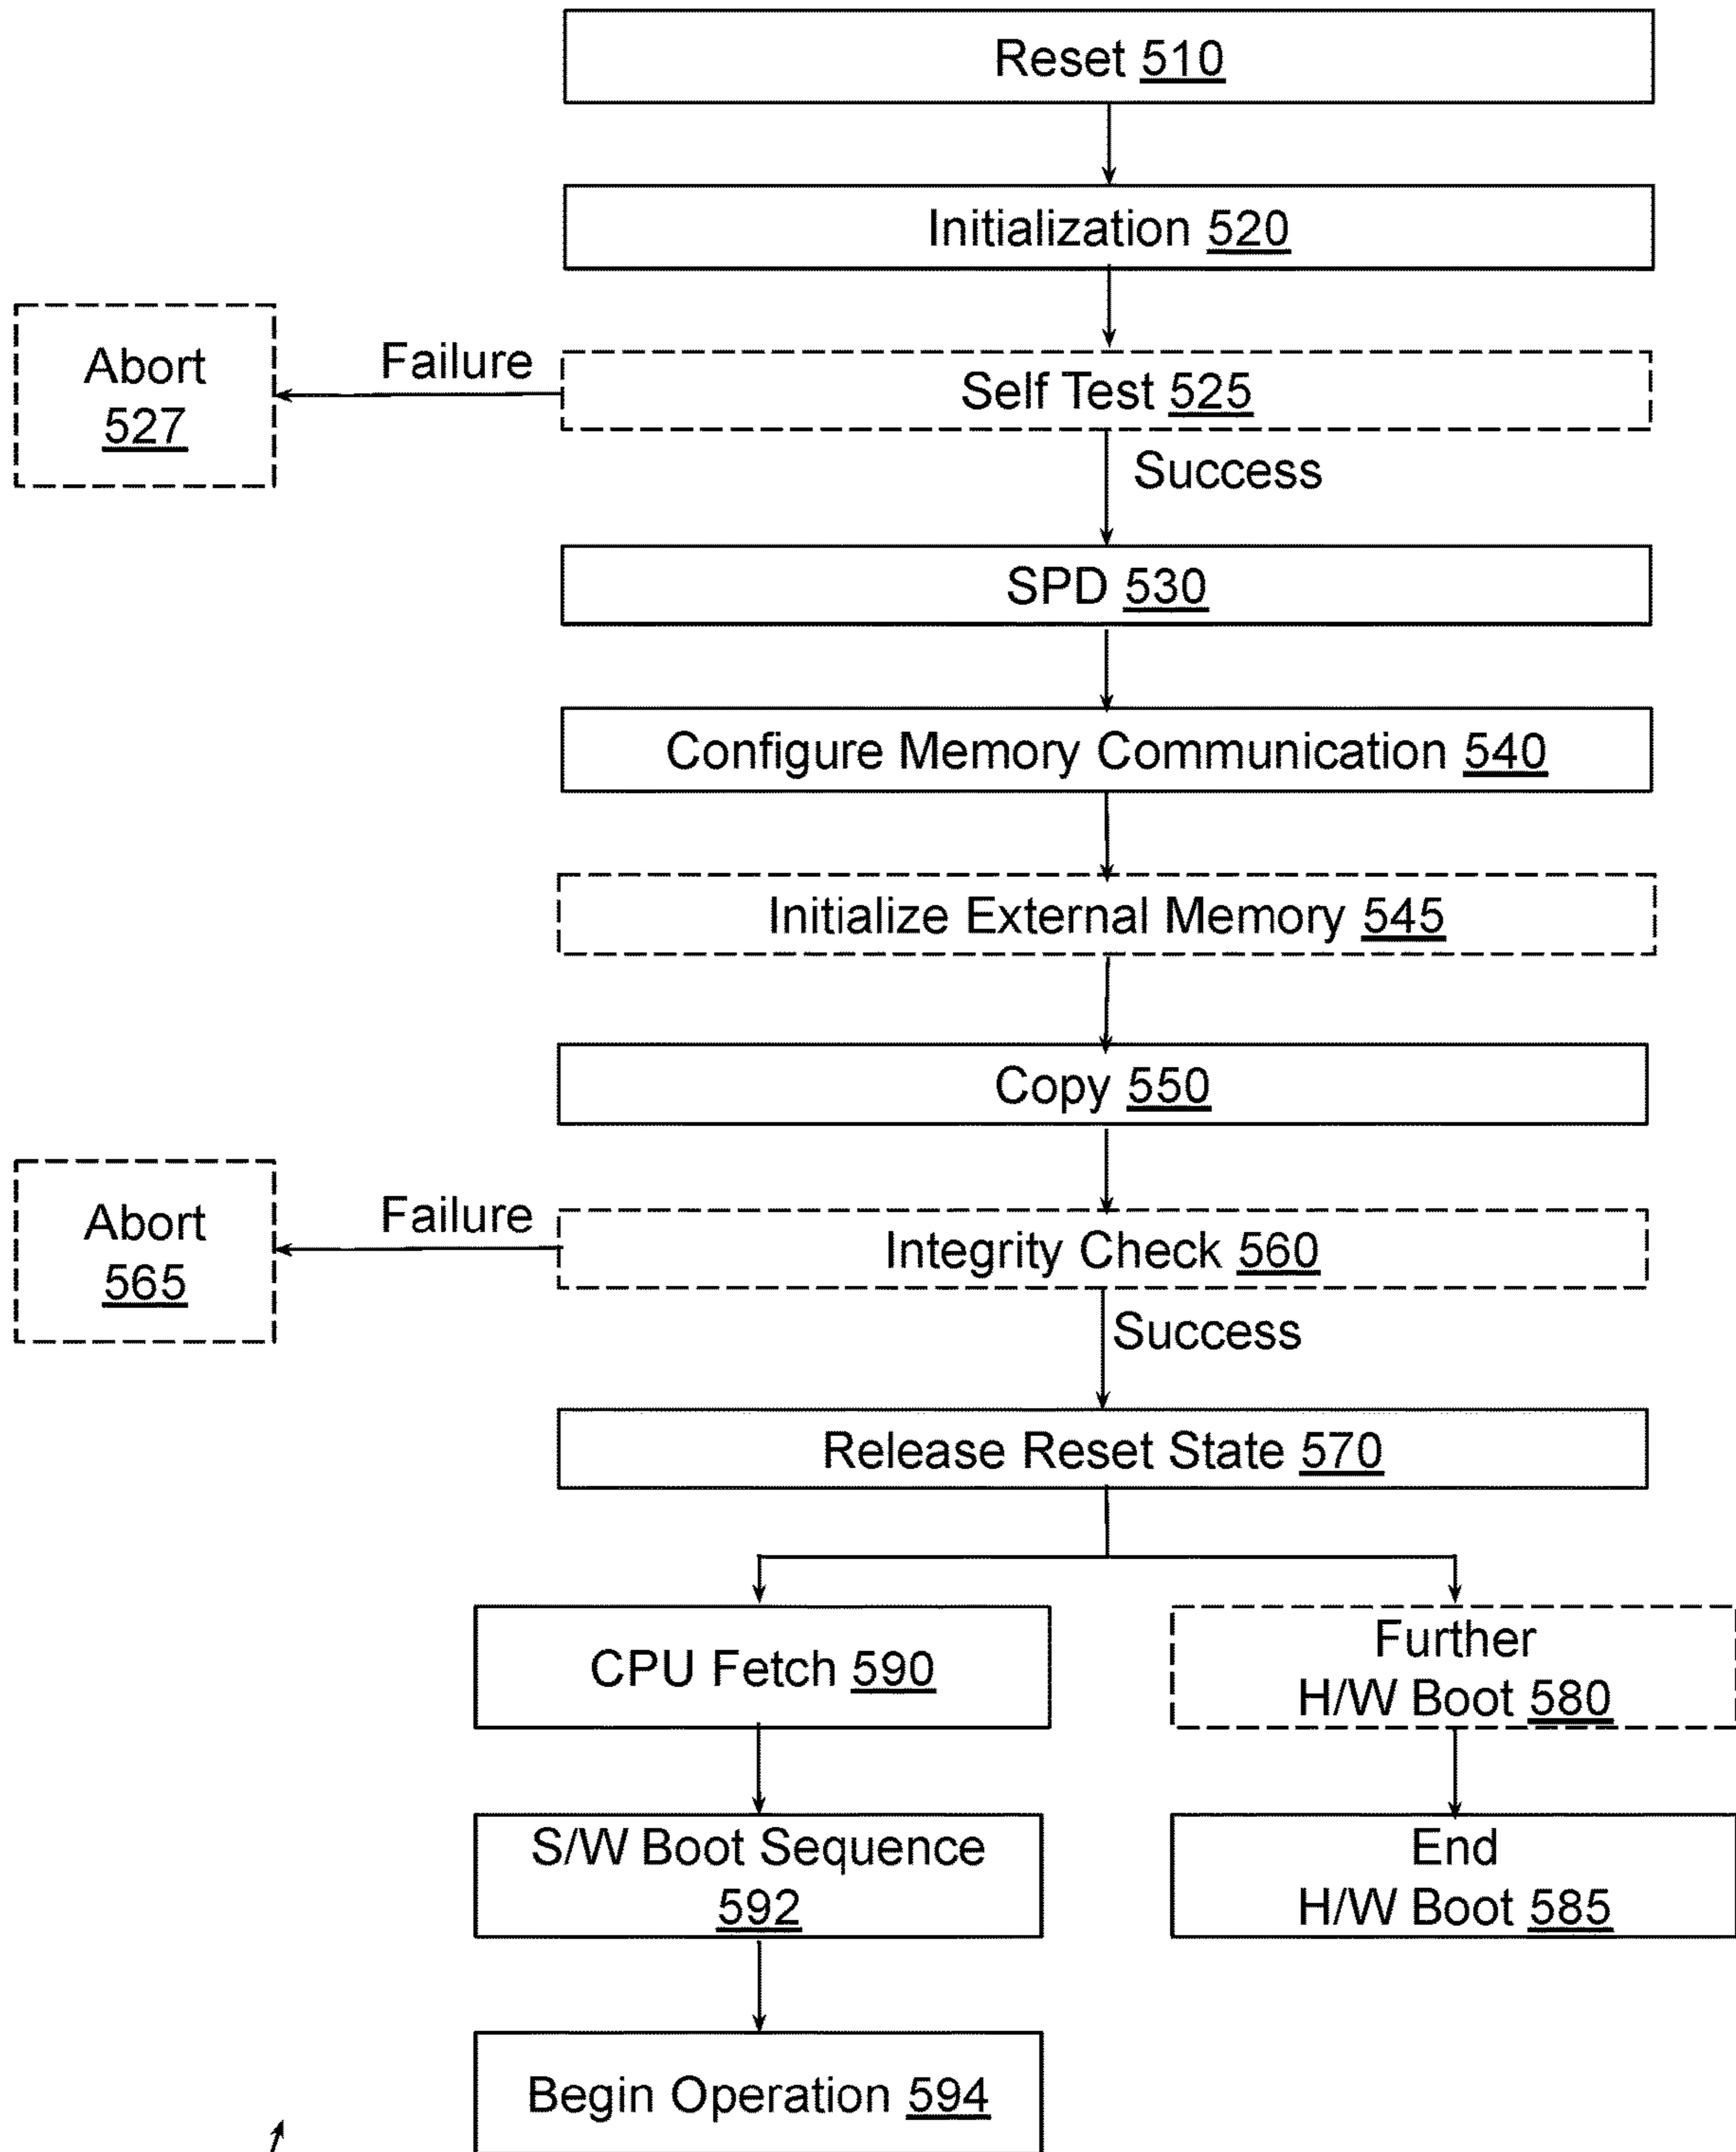 Reset 510
Initialization 520
Abort
527
Failure
Self Test 525
Success
SPD 530
Configure Memory Communication 540
Initialize External Memory 545
Copy 550
Abort
565
Failure
Integrity Check 560
Success
Release Reset State 570
CPU Fetch 590
Further
H/W Boot 580
S/W Boot Sequence
592
End
H/W Boot 585
Begin Operation 594